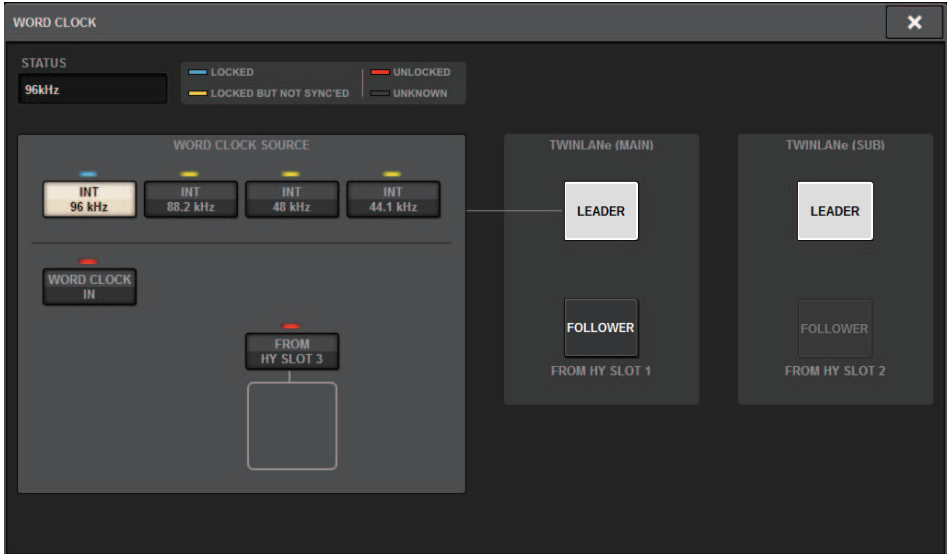 WORD CLOCK
STATUS
96kHz
LOCKED
UNLOCKED
LOCKED BUT NOT SYNC'ED
UNKNOWN
WORD CLOCK SOURCE
INT
96 kHz
INT
88.2 kHz
INT
48 kHz
INT
44.1 kHz
WORD CLOCK
IN
FROM
HY SLOT 3
TWINLANe (MAIN)
LEADER
FOLLOWER
FROM HY SLOT 1
TWINLANe (SUB)
LEADER
FOLLOWER
FROM HY SLOT 2